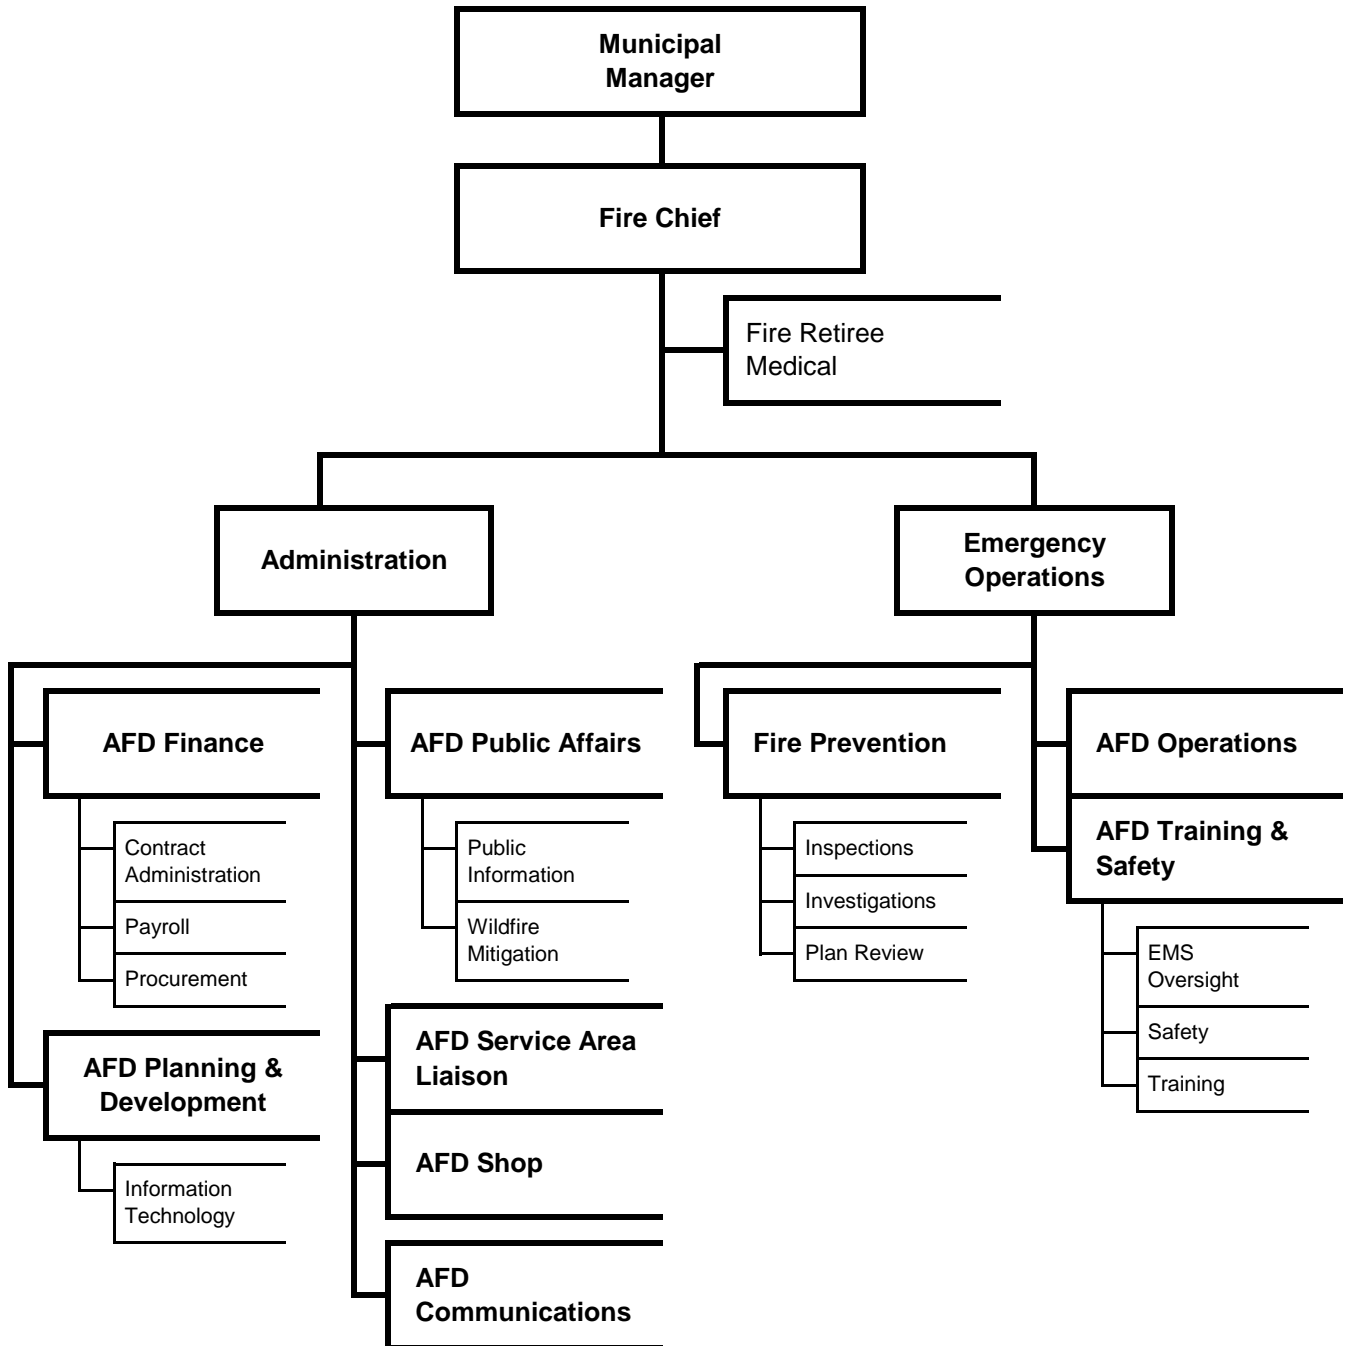 Municipal
Manager
Fire Chief
Fire Retiree
Medical
Administration
Emergency
Operations
AFD Finance
Contract
Administration
Payroll
Procurement
AFD Planning &
Development
Information
Technology
AFD Public Affairs
Public
Information
Wildfire
Mitigation
AFD Service Area
Liaison
AFD Shop
AFD
Communications
Fire Prevention
Inspections
Investigations
Plan Review
AFD Operations
AFD Training &
Safety
EMS
Oversight
Safety
Training